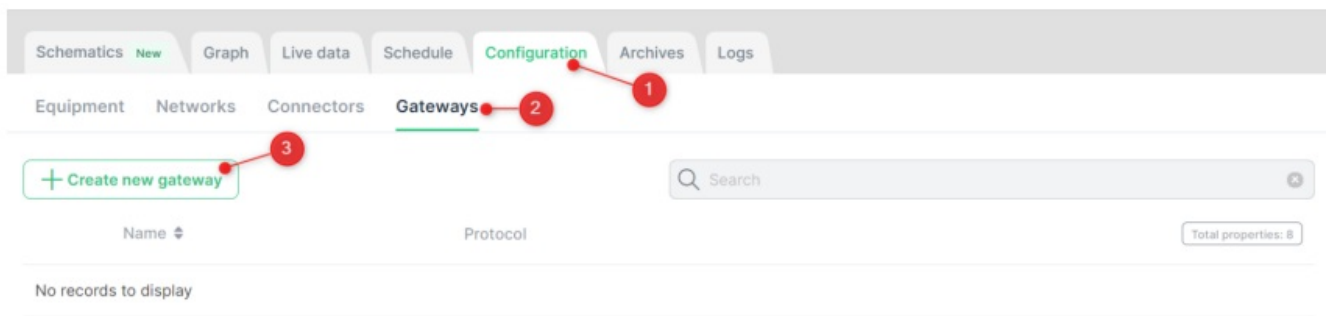 Schematics New Graph Live data Schedule Configuration Archives Logs
1
Equipment Networks Connectors Gateways 2
3
+ Create new gateway Search
Name Protocol Total properties: 8
No records to display